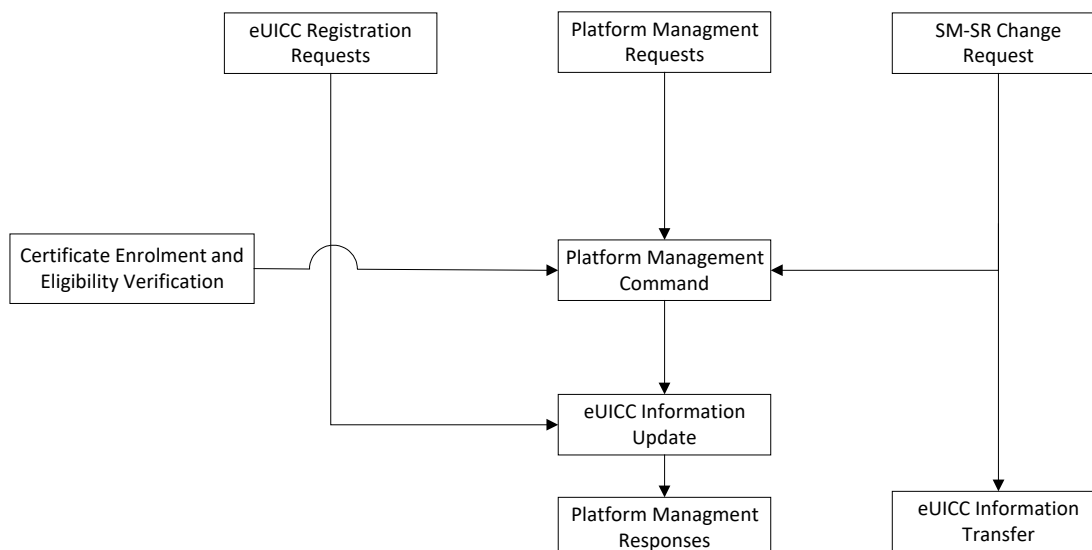 eUICC Registration
Requests
Platform Managment
Requests
SM-SR Change
Request
Certificate Enrolment and
Eligibility Verification
Platform Management
Command
eUICC Information
Update
Platform Managment
Responses
eUICC Information
Transfer